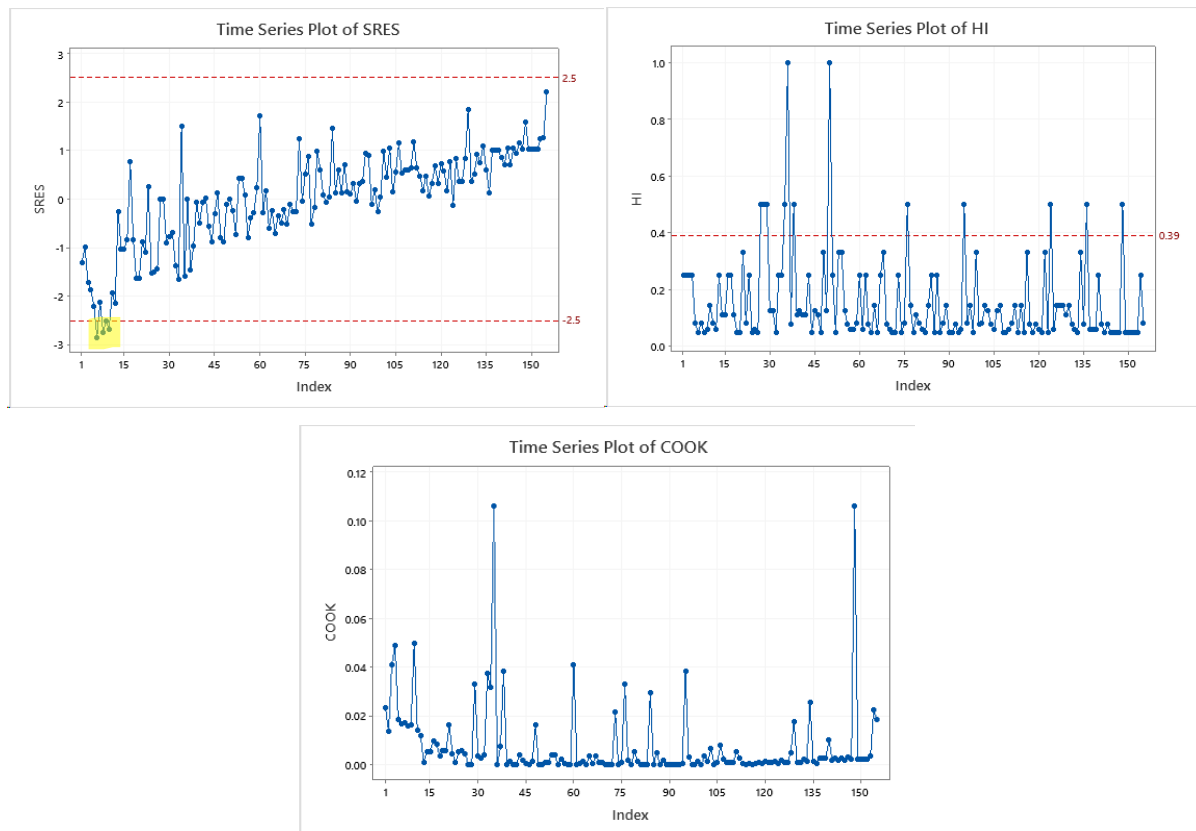 Time Series Plot of SRES
3
2
1
0
-1
-2
-3
2.5
-2.5
SRES
1 15 30 45 60 75 90 105 120 135 150
Index
Time Series Plot of HI
1.0
0.8
0.6
0.4
0.2
0.0
0.39
HI
1 15 30 45 60 75 90 105 120 135 150
Index
Time Series Plot of COOK
0.12
0.10
0.08
0.06
0.04
0.02
0.00
COOK
1 15 30 45 60 75 90 105 120 135 150
Index